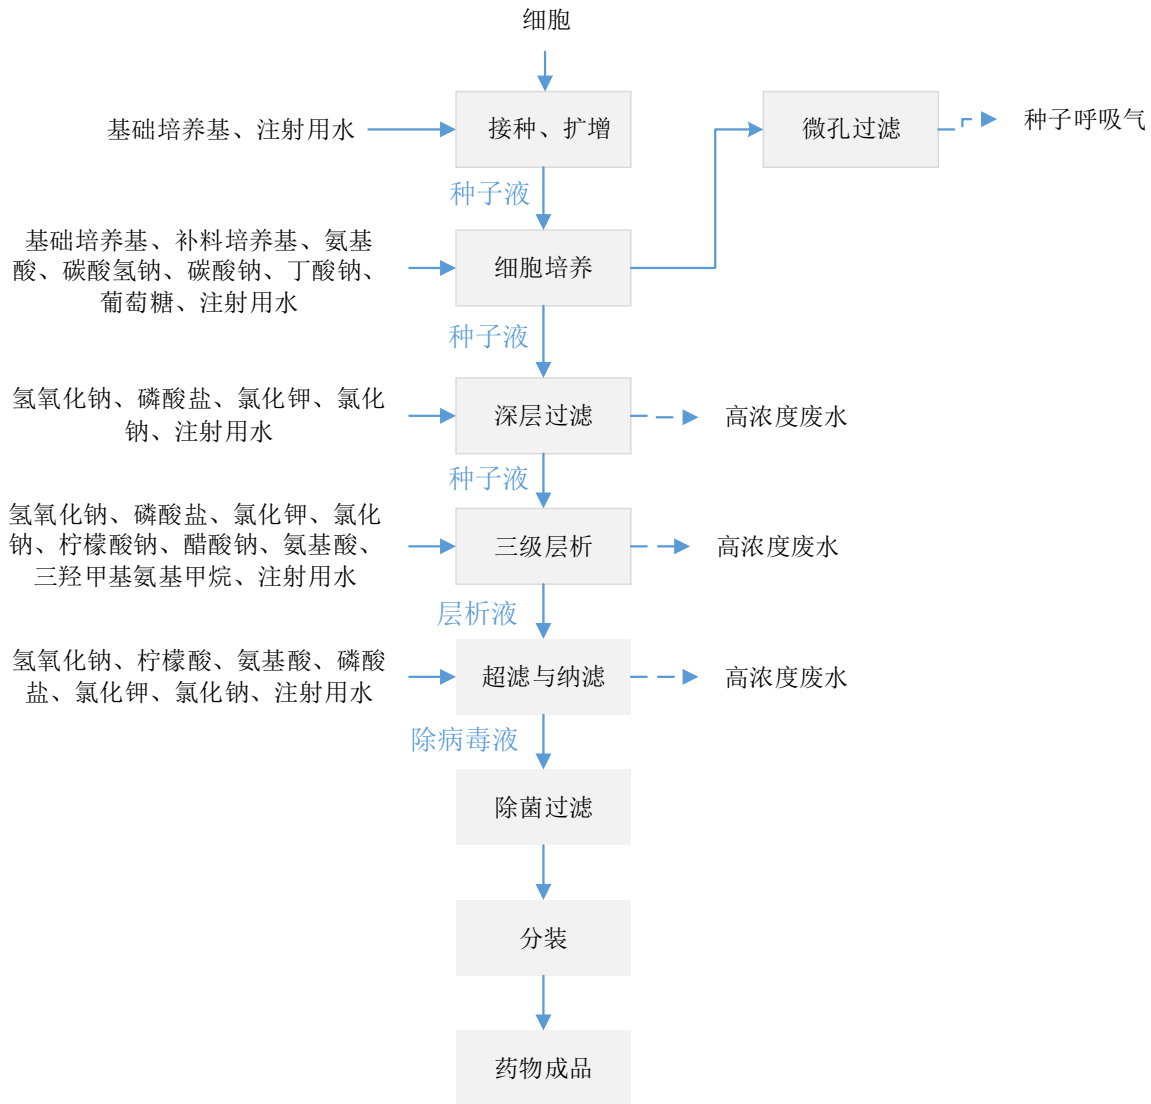 细胞
基础培养基、注射用水
接种、扩增
微孔过滤
种子呼吸气
种子液
基础培养基、补料培养基、氨基
酸、碳酸氢钠、碳酸钠、丁酸钠、
葡萄糖、注射用水
细胞培养
种子液
氢氧化钠、磷酸盐、氯化钾、氯化
钠、注射用水
深层过滤
高浓度废水
种子液
氢氧化钠、磷酸盐、氯化钾、氯化
钠、柠檬酸钠、醋酸钠、氨基酸、
三羟甲基氨基甲烷、注射用水
三级层析
高浓度废水
层析液
氢氧化钠、柠檬酸、氨基酸、磷酸
盐、氯化钾、氯化钠、注射用水
超滤与纳滤
高浓度废水
除病毒液
除菌过滤
分装
药物成品